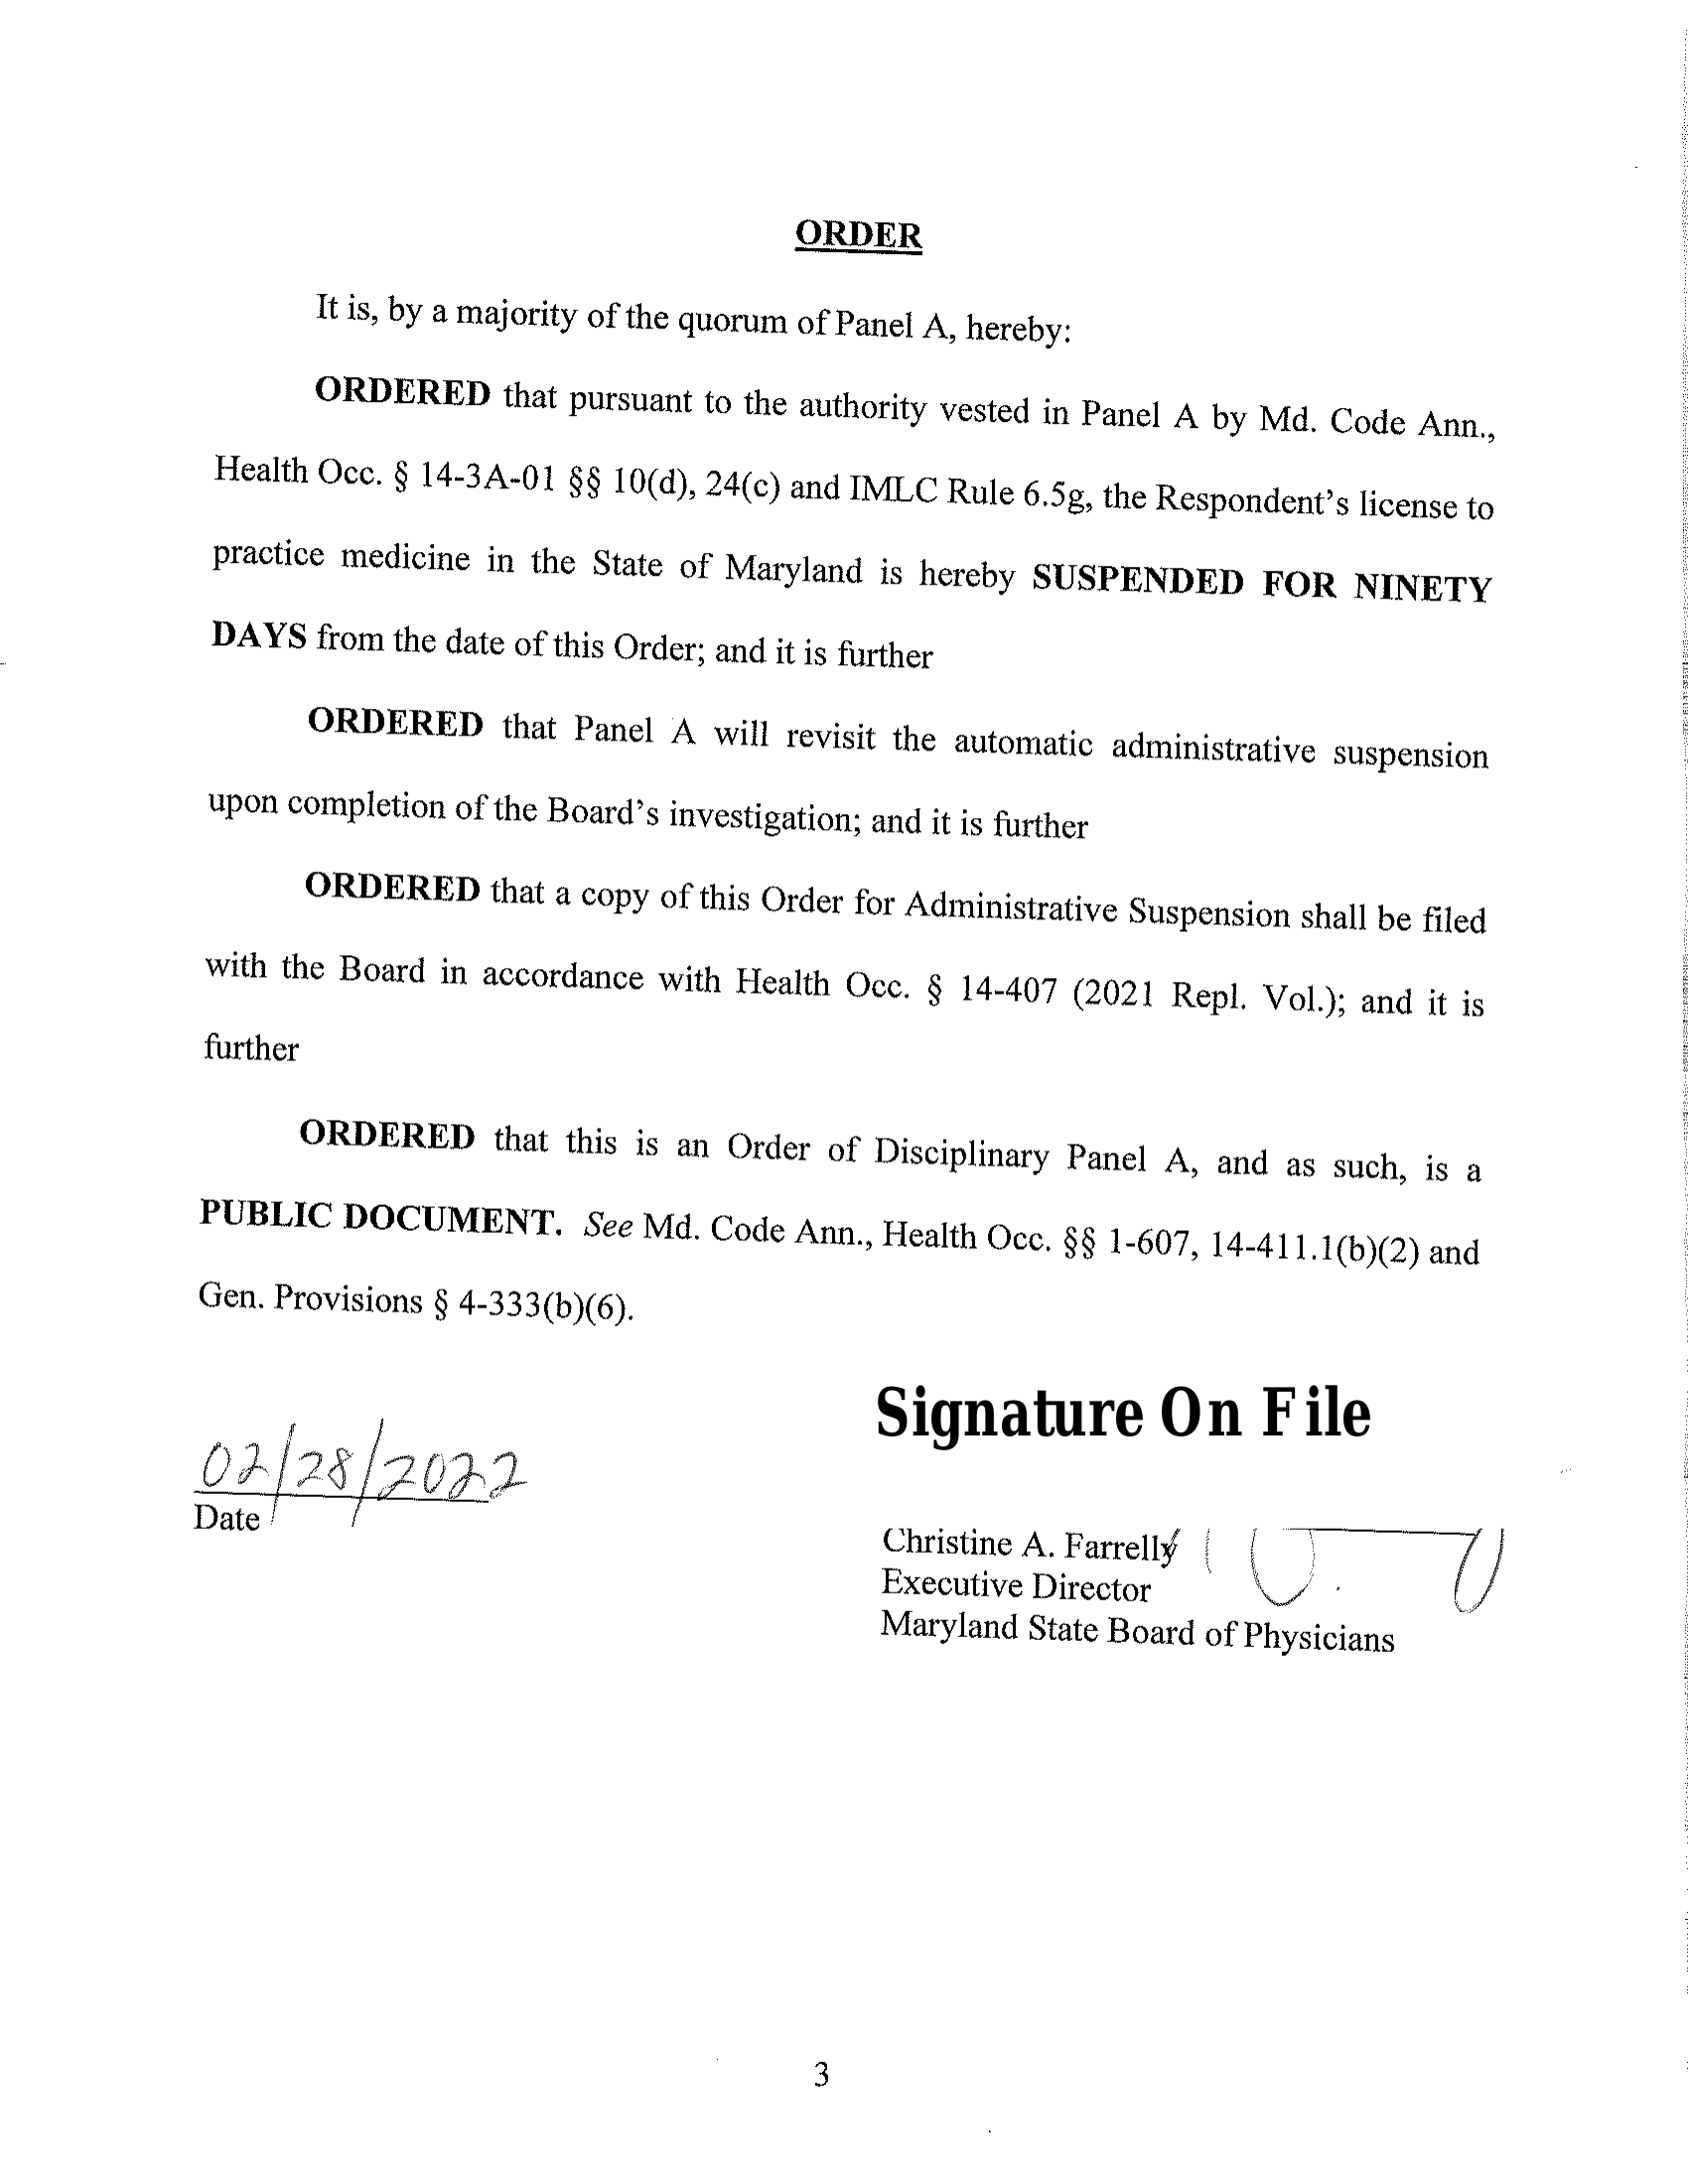 ORDER
It is, by a majority of the quorum of Panel A, hereby:
ORDERED that pursuant to the authority vested in Panel A by Md. Code Ann.,
Health Occ. § 14-3A-01 §§ 10(d), 24(c) and IMLC Rule 6.5g, the Respondent's license to
practice medicine in the State of Maryland is hereby SUSPENDED FOR NINETY
DAYS from the date of this Order; and it is further
ORDERED that Panel A will revisit the automatic administrative suspension
upon completion of the Board's investigation; and it is further
ORDERED that a copy of this Order for Administrative Suspension shall be filed
with the Board in accordance with Health Occ. § 14-407 (2021 Repl. Vol.); and it is
further
ORDERED that this is an Order of Disciplinary Panel A, and as such, is a
PUBLIC DOCUMENT. See Md. Code Ann., Health Occ. §§ 1-607, 14-411.1(b)(2) and
Gen. Provisions § 4-333(b)(6).
Signature On File
02/28/2022
Date
Christine A. Farrelly
Executive Director
Maryland State Board of Physicians
3